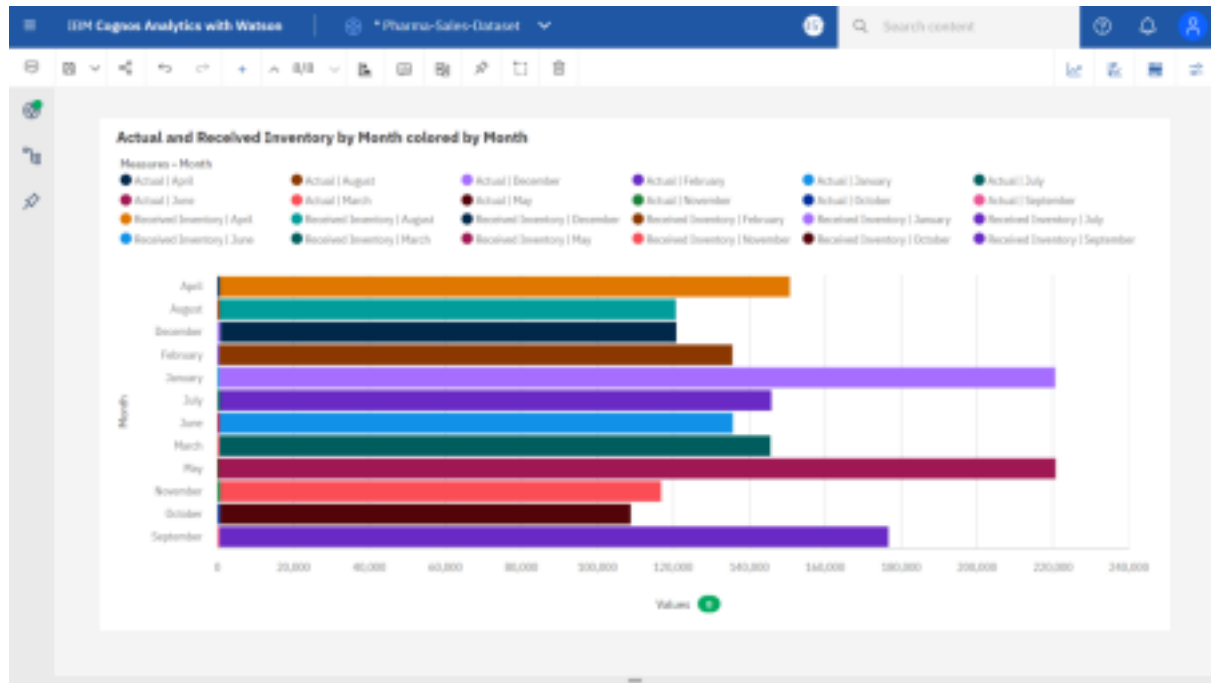 IBM Cognos Analytics with Watson
* Pharma-Sales-Dataset
Search content
0/0
Actual and Received Inventory by Month colored by Month
Measures - Month
Actual | April
Actual | August
Actual | December
Actual | February
Actual | January
Actual | July
Actual | June
Actual | March
Actual | May
Actual | November
Actual | October
Actual | September
Received Inventory | April
Received Inventory | August
Received Inventory | December
Received Inventory | February
Received Inventory | January
Received Inventory | July
Received Inventory | June
Received Inventory | March
Received Inventory | May
Received Inventory | November
Received Inventory | October
Received Inventory | September
Month
April
August
December
February
January
July
June
March
May
November
October
September
0
20,000
40,000
60,000
80,000
100,000
120,000
140,000
160,000
180,000
200,000
220,000
240,000
Values